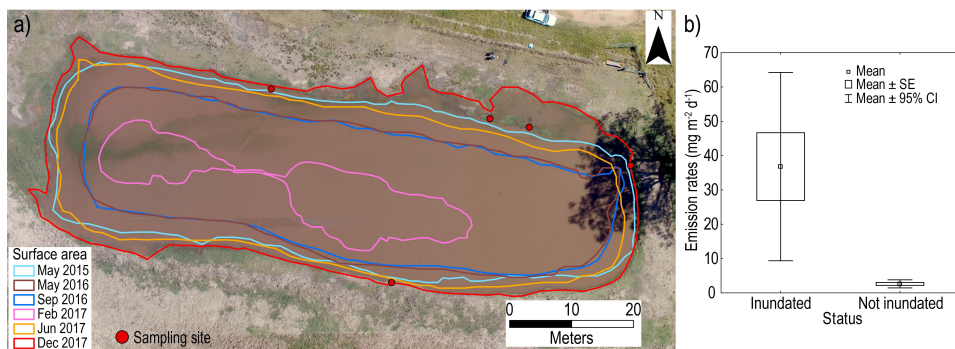 a)
N
Surface area
May 2015
May 2016
Sep 2016
Feb 2017
Jun 2017
Dec 2017
Sampling site
0 10 20
Meters
b)
70
60
50
40
30
20
10
0
Emission rates (mg m⁻² d⁻¹)
Mean
Mean ± SE
Mean ± 95% CI
Inundated Not inundated
Status